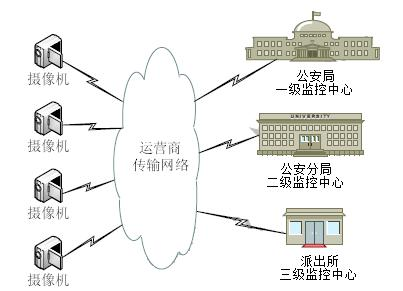 摄像机
摄像机
摄像机
摄像机
运营商
传输网络
公安局
一级监控中心
UNIVERSITY
公安分局
二级监控中心
派出所
三级监控中心